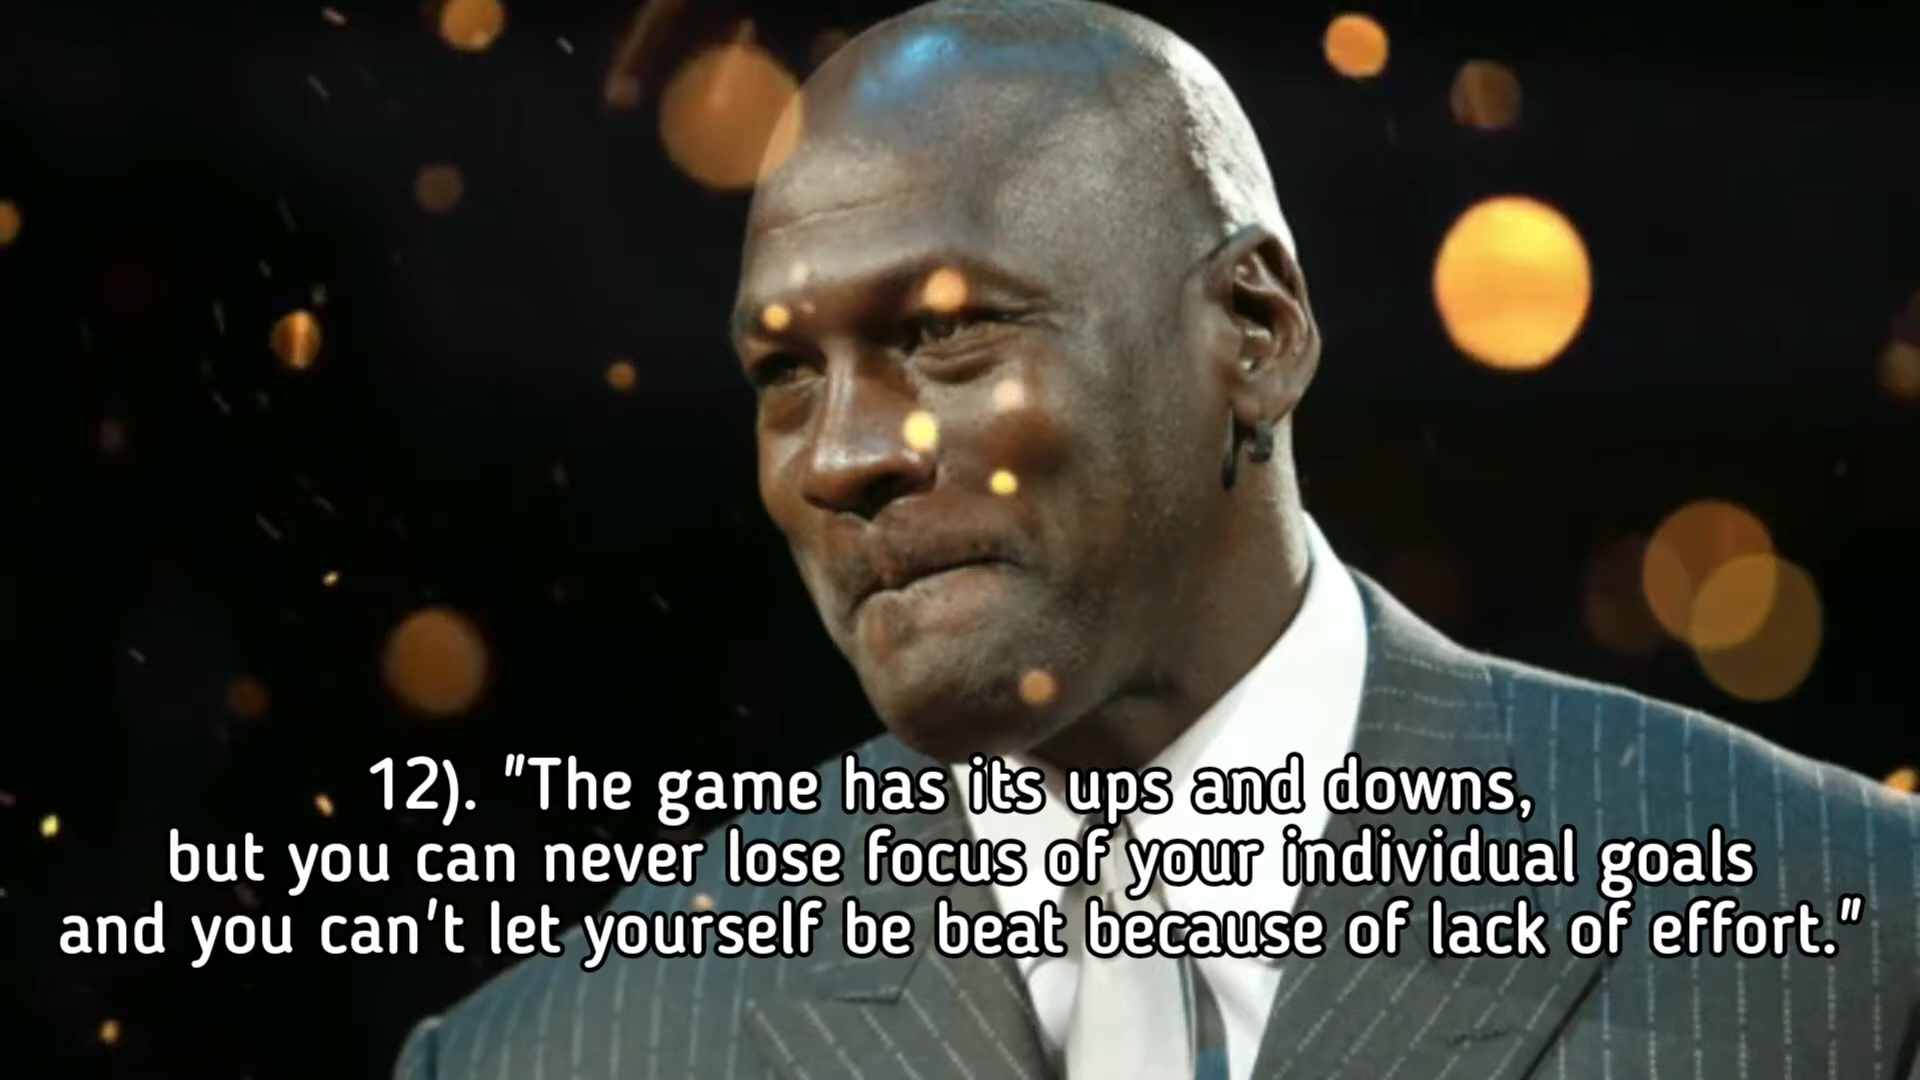 12). "The game has its ups and downs,
but you can never lose focus of your individual goals
and you can't let yourself be beat because of lack of effort."